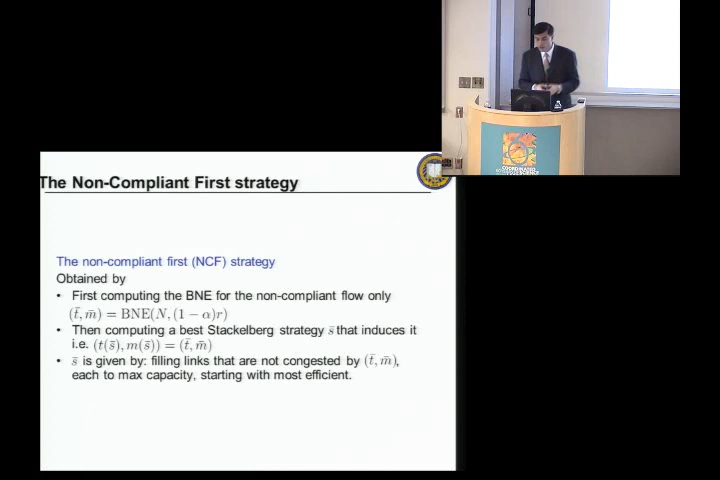 COORDINATED
SCIENCE
The Non-Compliant First strategy
The non-compliant first (NCF) strategy
Obtained by
• First computing the BNE for the non-compliant flow only
(t̄, m̄) = BNE(N, (1 − α)r)
• Then computing a best Stackelberg strategy s̄ that induces it
i.e. (t(s̄), m(s̄)) = (t̄, m̄)
• s̄ is given by: filling links that are not congested by (t̄, m̄),
each to max capacity, starting with most efficient.